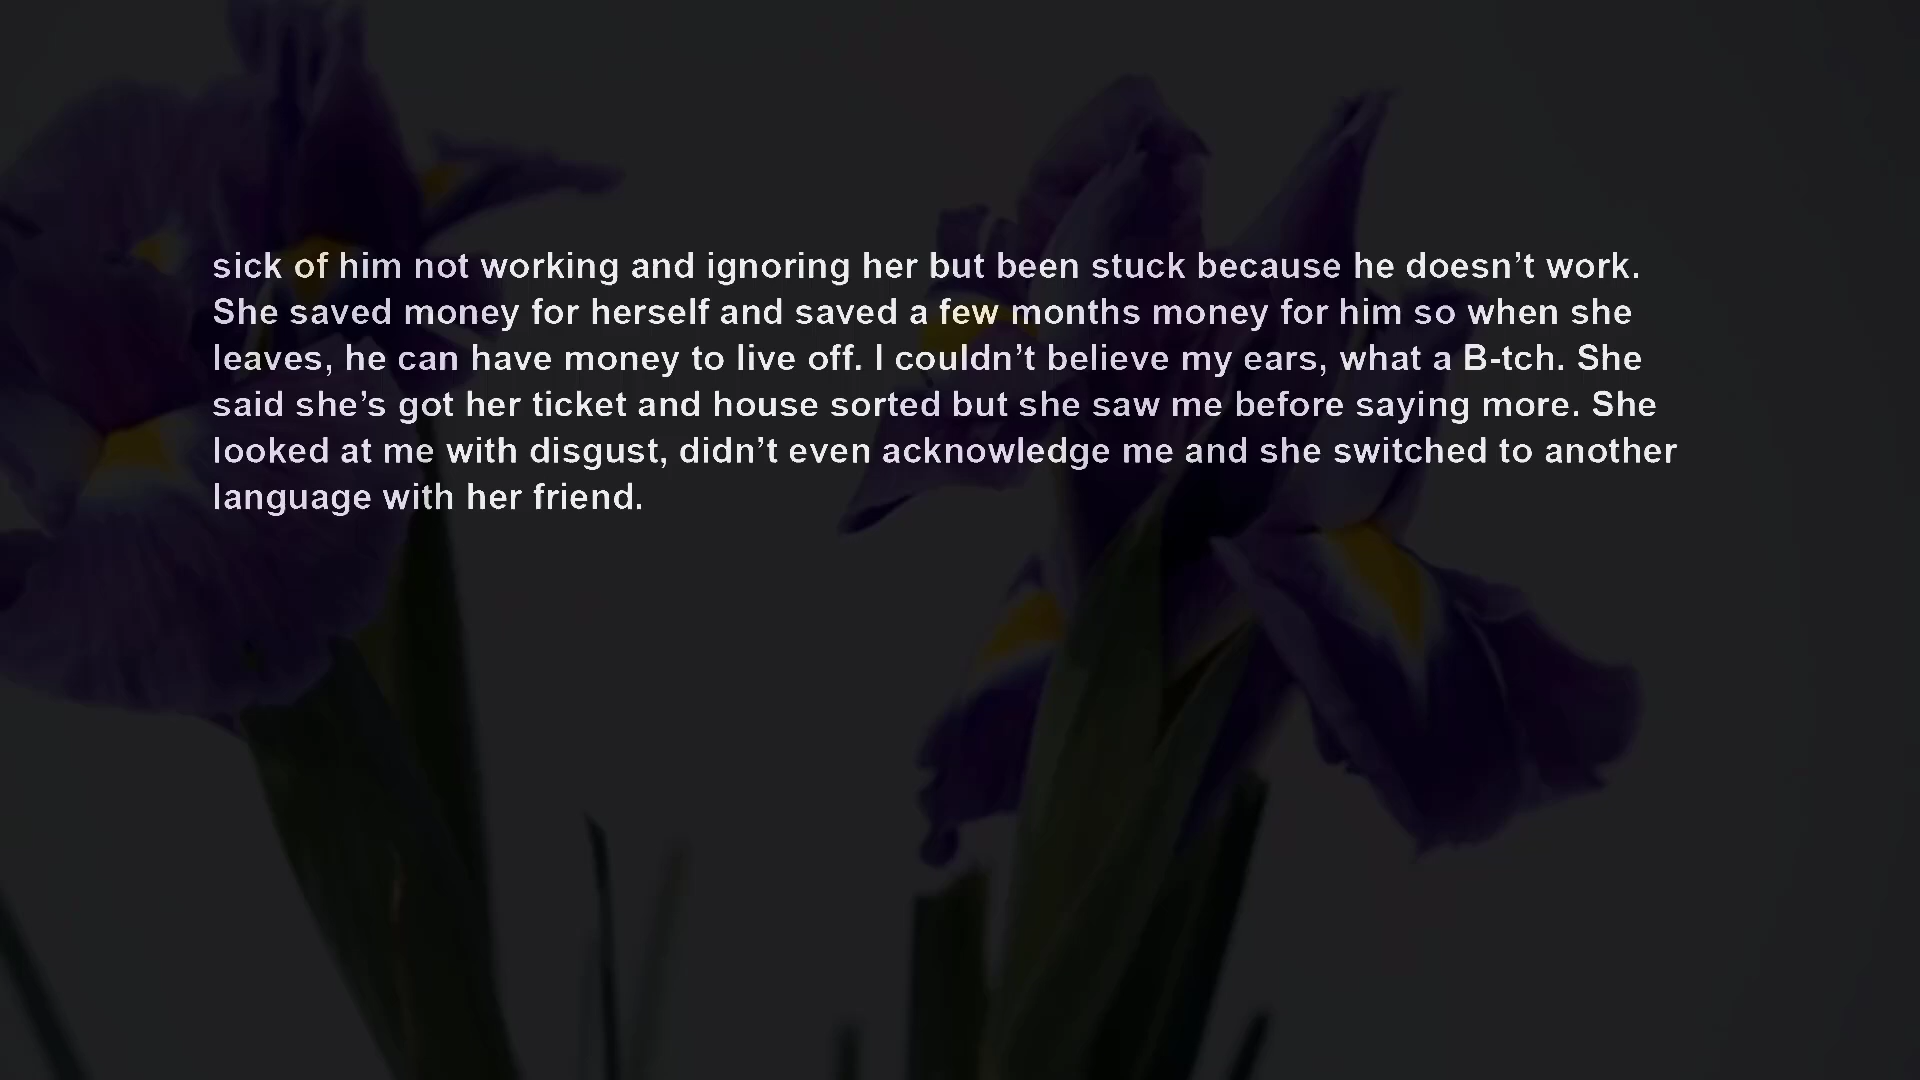 sick of him not working and ignoring her but been stuck because he doesn’t work.
She saved money for herself and saved a few months money for him so when she
leaves, he can have money to live off. I couldn’t believe my ears, what a B-tch. She
said she’s got her ticket and house sorted but she saw me before saying more. She
looked at me with disgust, didn’t even acknowledge me and she switched to another
language with her friend.